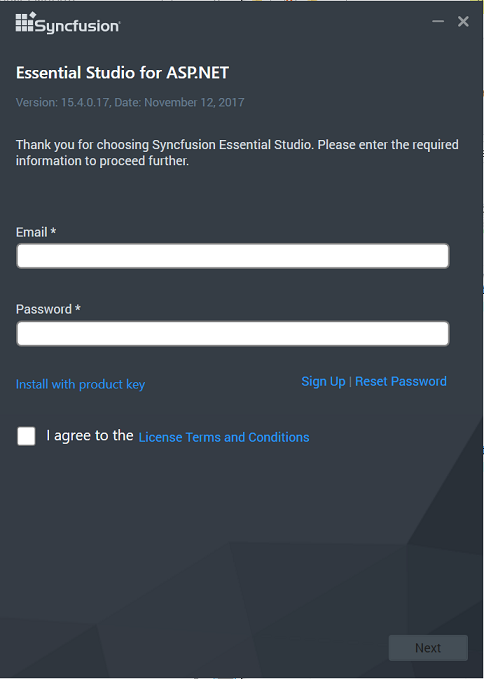 Syncfusion®
Essential Studio for ASP.NET
Version: 15.4.0.17, Date: November 12, 2017
Thank you for choosing Syncfusion Essential Studio. Please enter the required
information to proceed further.
Email *
Password *
Install with product key
Sign Up | Reset Password
I agree to the License Terms and Conditions
Next